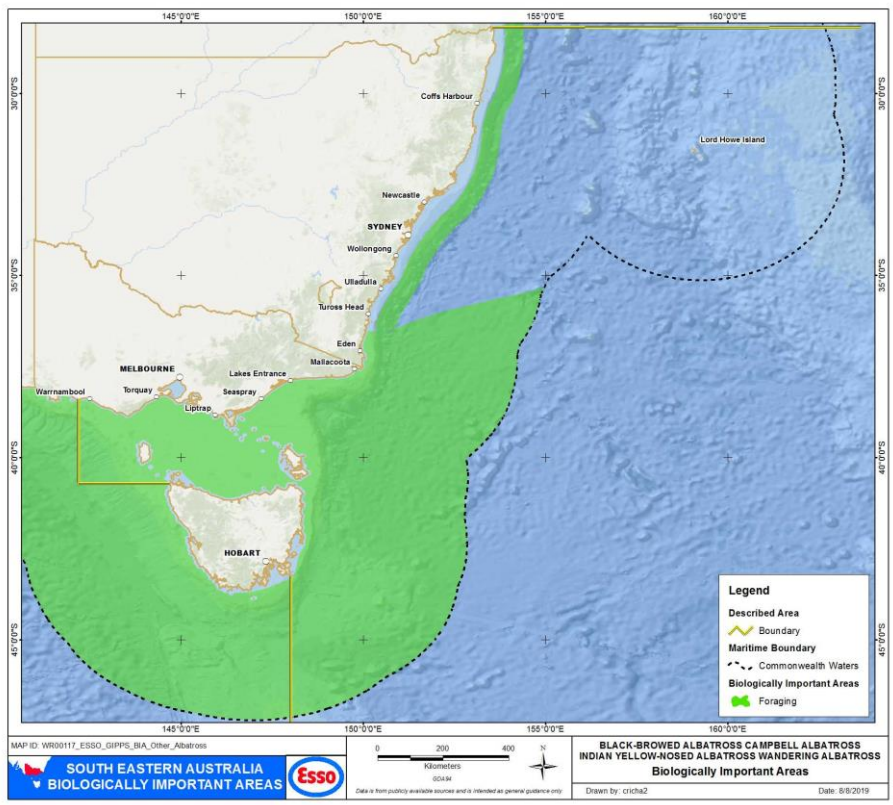 145°0'0"E 150°0'0"E 155°0'0"E 160°0'0"E
30°0'0"S 30°0'0"S
Coffs Harbour
Lord Howe Island
Newcastle
SYDNEY
Wollongong
35°0'0"S 35°0'0"S
Ulladulla
Tuross Head
Eden
Mallacoota
MELBOURNE
Lakes Entrance
Warrnambool
Torquay
Seaspray
Liptrap
40°0'0"S 40°0'0"S
HOBART
45°0'0"S 45°0'0"S
Legend
Described Area
Boundary
Maritime Boundary
Commonwealth Waters
Biologically Important Areas
Foraging
145°0'0"E 150°0'0"E 155°0'0"E 160°0'0"E
MAP ID: WR00117_ESSO_GIPPS_BIA_Other_Albatross
SOUTH EASTERN AUSTRALIA
BIOLOGICALLY IMPORTANT AREAS
Esso
0 200 400
Kilometers
GDA94
N
Data is from publicly available sources and is intended as general guidance only.
BLACK-BROWED ALBATROSS CAMPBELL ALBATROSS
INDIAN YELLOW-NOSED ALBATROSS WANDERING ALBATROSS
Biologically Important Areas
Drawn by: cricha2 Date: 8/8/2019